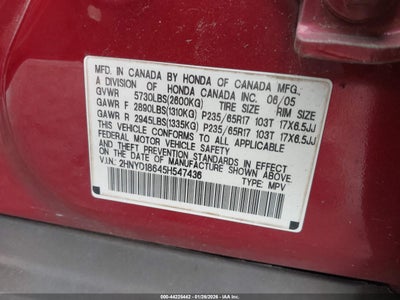 MFD. IN CANADA BY HONDA OF CANADA MFG.,
A DIVISION OF HONDA CANADA INC. 06/05
GVWR 5730LBS(2600KG) TIRE SIZE RIM SIZE
GAWR F 2890LBS(1310KG) P235/65R17 103T 17X6.5JJ
GAWR R 2945LBS(1335KG) P235/65R17 103T 17X6.5JJ
THIS VEHICLE CONFORMS TO ALL APPLICABLE
FEDERAL MOTOR VEHICLE SAFETY
AND THEFT PREVENTION STANDARDS IN EFFECT
ON THE DATE OF MANUFACTURE SHOWN ABOVE.
V.I.N.: 2HNYD18645H547436 TYPE: MPV
000-44225442 - 01/28/2026 - IAA Inc.